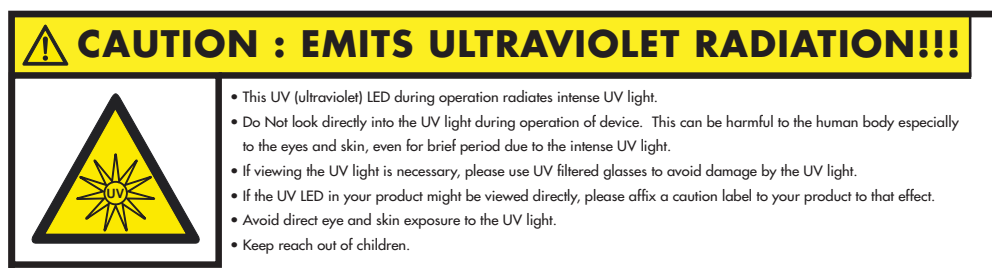 CAUTION : EMITS ULTRAVIOLET RADIATION!!!
• This UV (ultraviolet) LED during operation radiates intense UV light.
• Do Not look directly into the UV light during operation of device. This can be harmful to the human body especially
to the eyes and skin, even for brief period due to the intense UV light.
• If viewing the UV light is necessary, please use UV filtered glasses to avoid damage by the UV light.
• If the UV LED in your product might be viewed directly, please affix a caution label to your product to that effect.
• Avoid direct eye and skin exposure to the UV light.
• Keep reach out of children.
UV